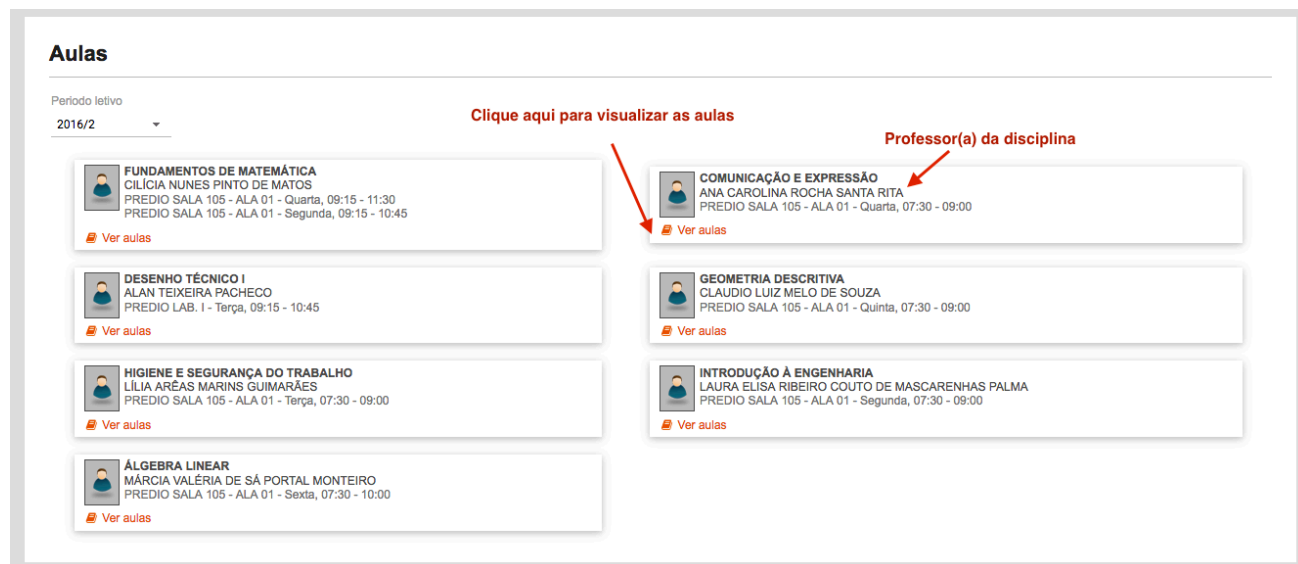 Aulas
Periodo letivo
2016/2
Clique aqui para visualizar as aulas
Professor(a) da disciplina
FUNDAMENTOS DE MATEMÁTICA
CILÍCIA NUNES PINTO DE MATOS
PREDIO SALA 105 - ALA 01 - Quarta, 09:15 - 11:30
PREDIO SALA 105 - ALA 01 - Segunda, 09:15 - 10:45
Ver aulas
COMUNICAÇÃO E EXPRESSÃO
ANA CAROLINA ROCHA SANTA RITA
PREDIO SALA 105 - ALA 01 - Quarta, 07:30 - 09:00
Ver aulas
DESENHO TÉCNICO I
ALAN TEIXEIRA PACHECO
PREDIO LAB. I - Terça, 09:15 - 10:45
Ver aulas
GEOMETRIA DESCRITIVA
CLAUDIO LUIZ MELO DE SOUZA
PREDIO SALA 105 - ALA 01 - Quinta, 07:30 - 09:00
Ver aulas
HIGIENE E SEGURANÇA DO TRABALHO
LÍLIA ARÊAS MARINS GUIMARÃES
PREDIO SALA 105 - ALA 01 - Terça, 07:30 - 09:00
Ver aulas
INTRODUÇÃO À ENGENHARIA
LAURA ELISA RIBEIRO COUTO DE MASCARENHAS PALMA
PREDIO SALA 105 - ALA 01 - Segunda, 07:30 - 09:00
Ver aulas
ÁLGEBRA LINEAR
MÁRCIA VALÉRIA DE SÁ PORTAL MONTEIRO
PREDIO SALA 105 - ALA 01 - Sexta, 07:30 - 10:00
Ver aulas